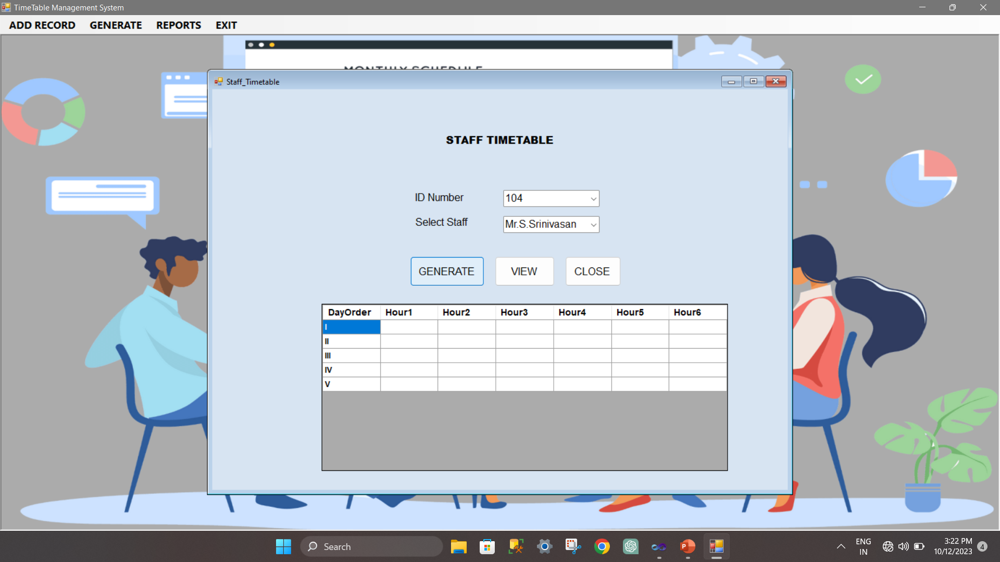 TimeTable Management System
ADD RECORD GENERATE REPORTS EXIT
MONTHLY SCHEDULE
Staff_Timetable
STAFF TIMETABLE
ID Number 104
Select Staff Mr.S.Srinivasan
GENERATE VIEW CLOSE
DayOrder Hour1 Hour2 Hour3 Hour4 Hour5 Hour6
I
II
III
IV
V
Search
ENG
IN
3:22 PM
10/12/2023
4